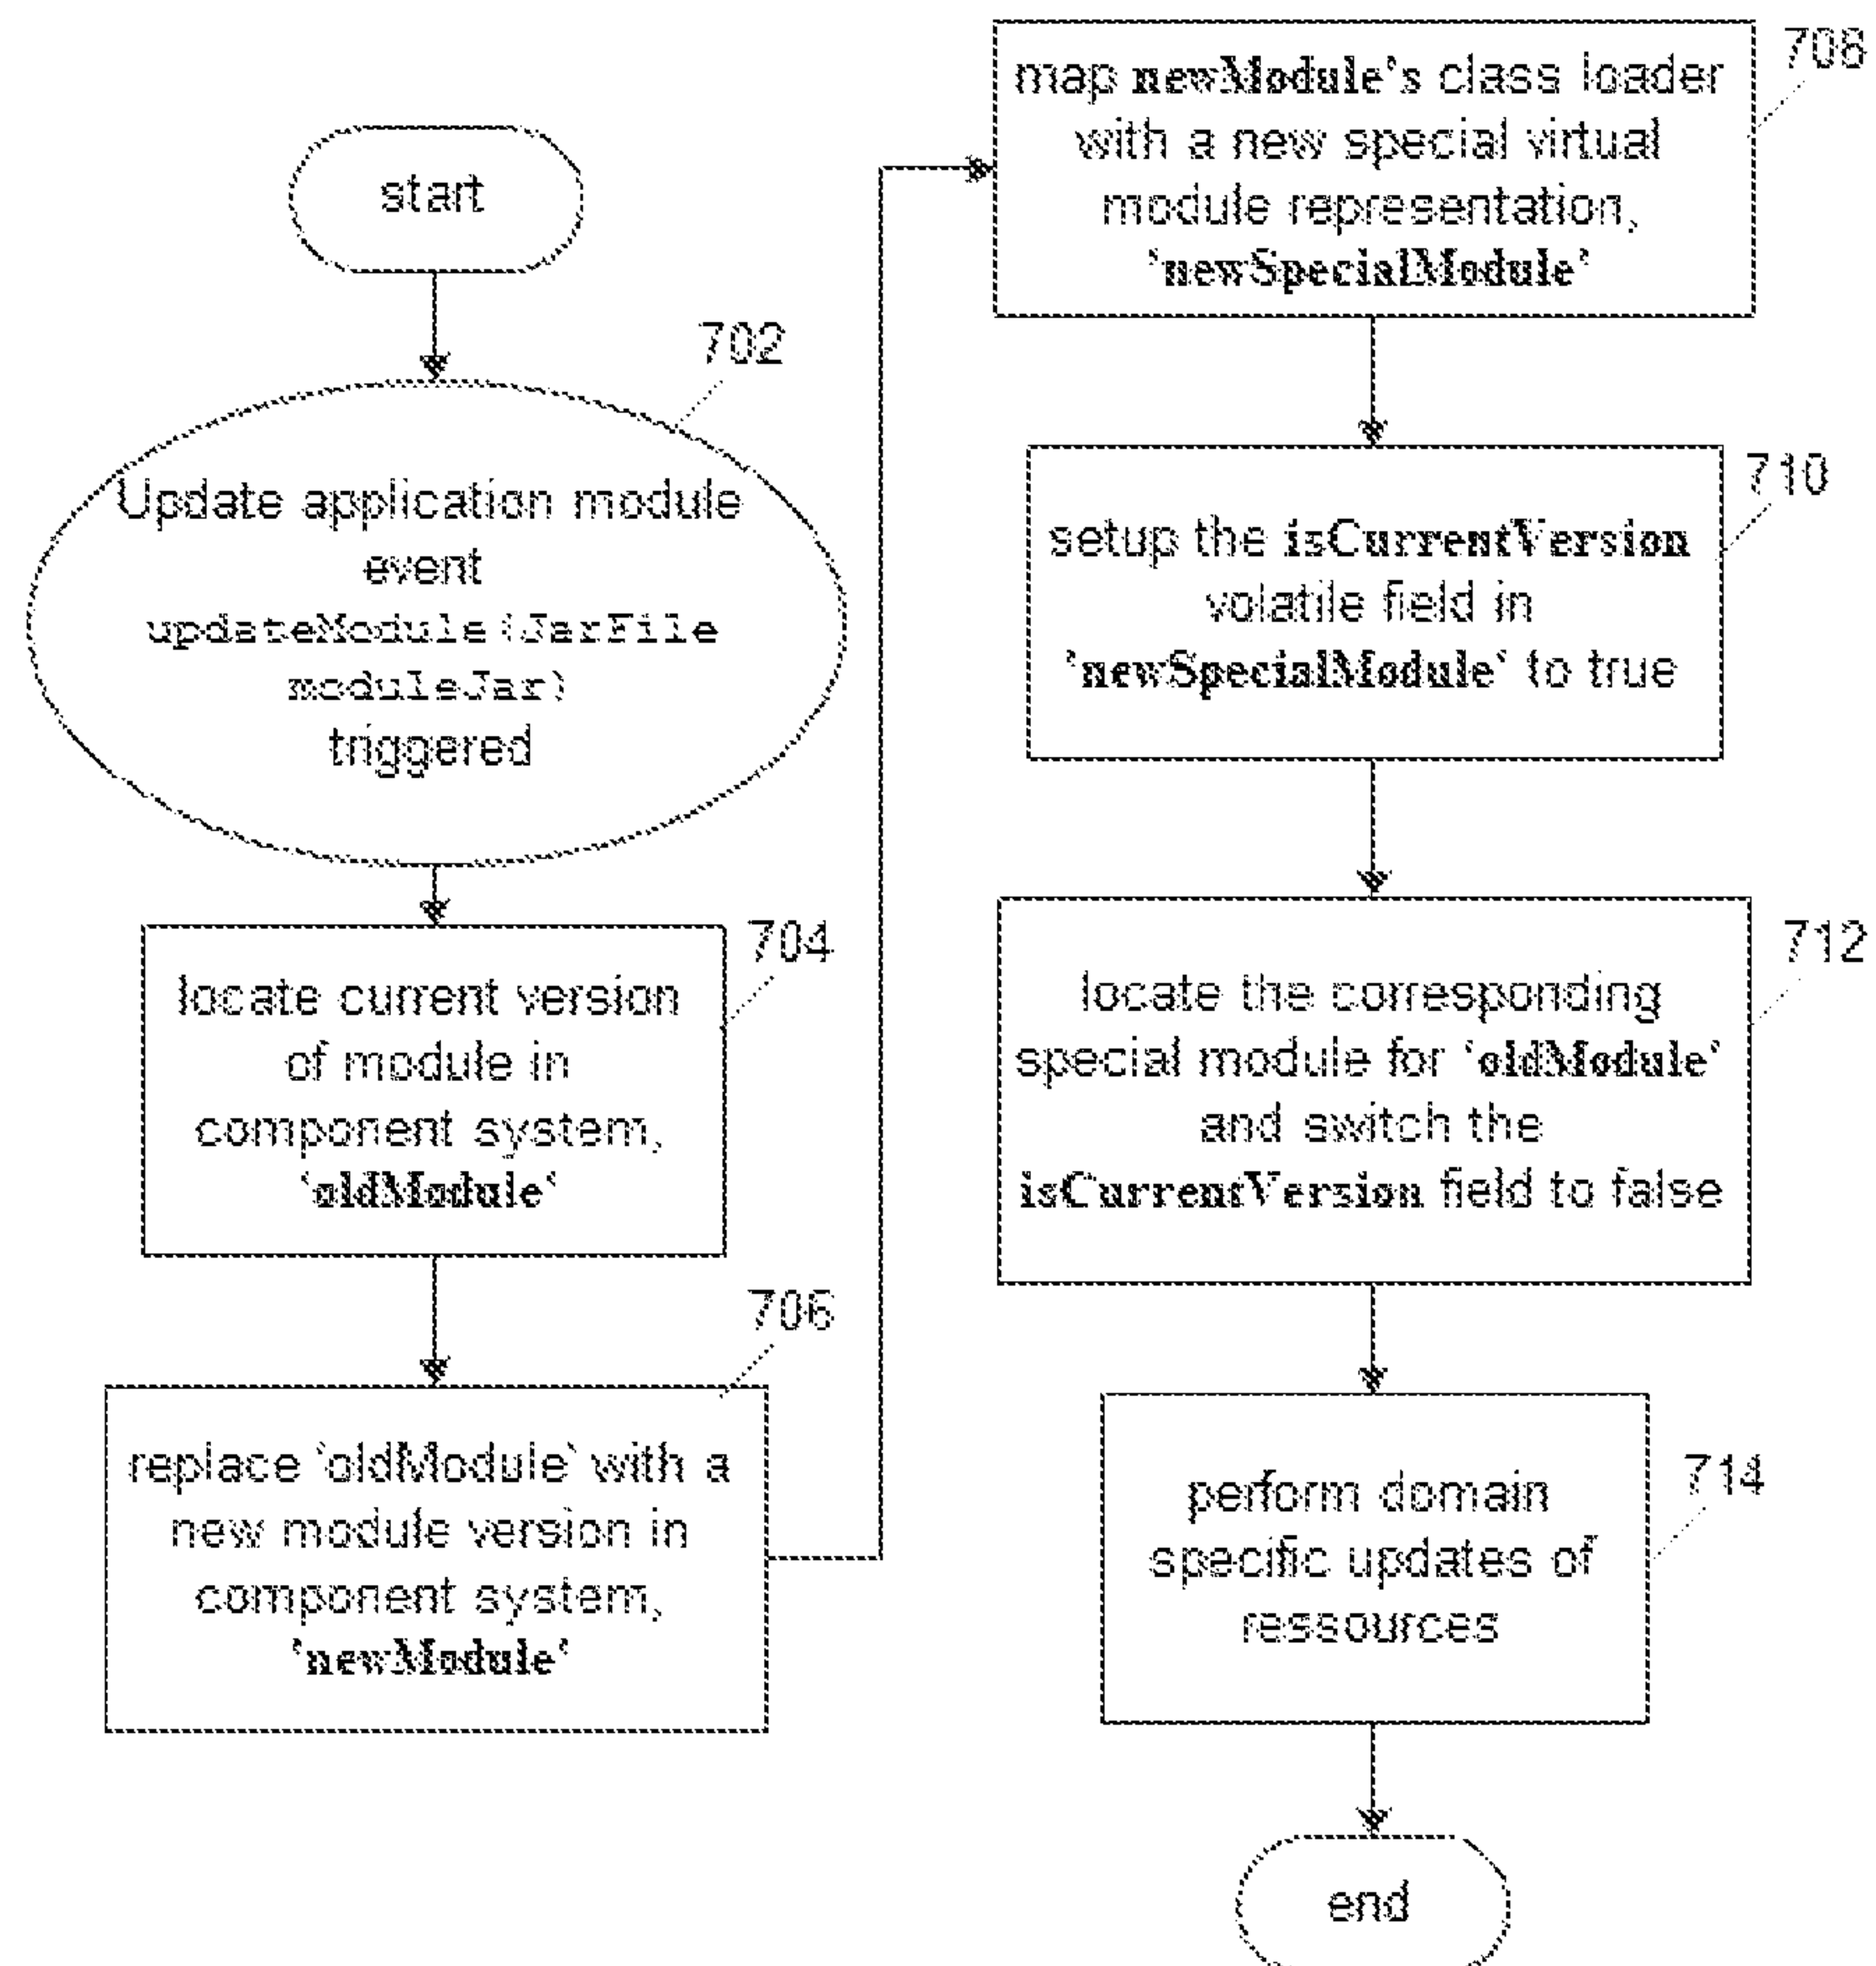 start
702
Update application module
event
updateModule(JarFile
moduleJar)
triggered
704
locate current version
of module in
component system,
'oldModule'
706
replace 'oldModule' with a
new module version in
component system,
'newModule'
708
map newModule's class loader
with a new special virtual
module representation,
'newSpecialModule'
710
setup the isCurrentVersion
volatile field in
'newSpecialModule' to true
712
locate the corresponding
special module for 'oldModule'
and switch the
isCurrentVersion field to false
714
perform domain
specific updates of
ressources
end